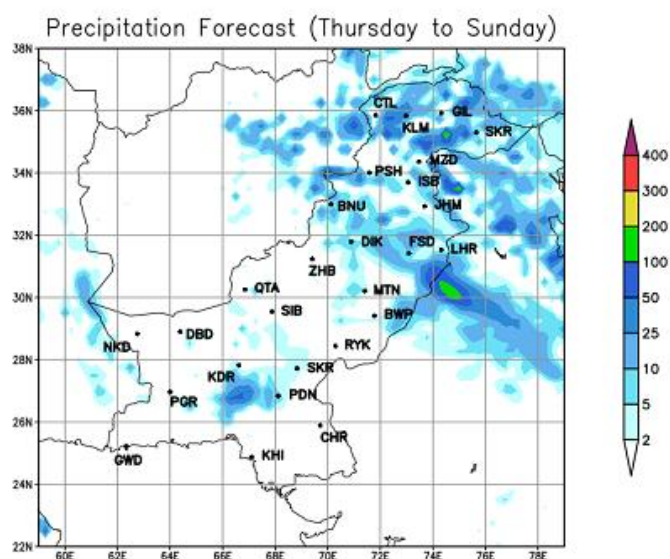 Precipitation Forecast (Thursday to Sunday)
38N
36N
34N
32N
30N
28N
26N
24N
22N
CTL
GIL
KLM
SKR
MZD
PSH
ISB
BNU
JHM
DIK
FSD
LHR
ZHB
QTA
MTN
SIB
BWP
NKD
DBD
RYK
KDR
SKR
PGR
PDN
CHR
GWD
KHI
60E 62E 64E 66E 68E 70E 72E 74E 76E 78E
400
300
200
100
50
25
10
5
2